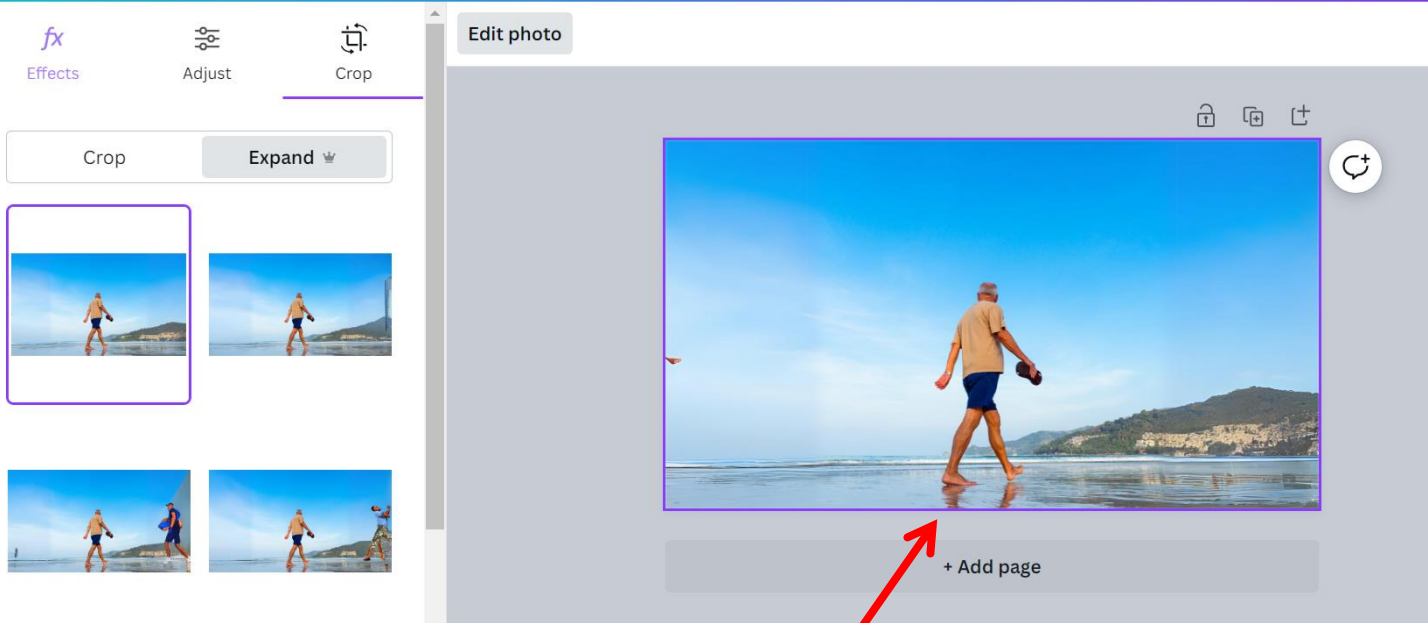 Effects
Adjust
Crop
Edit photo
Crop
Expand
+ Add page